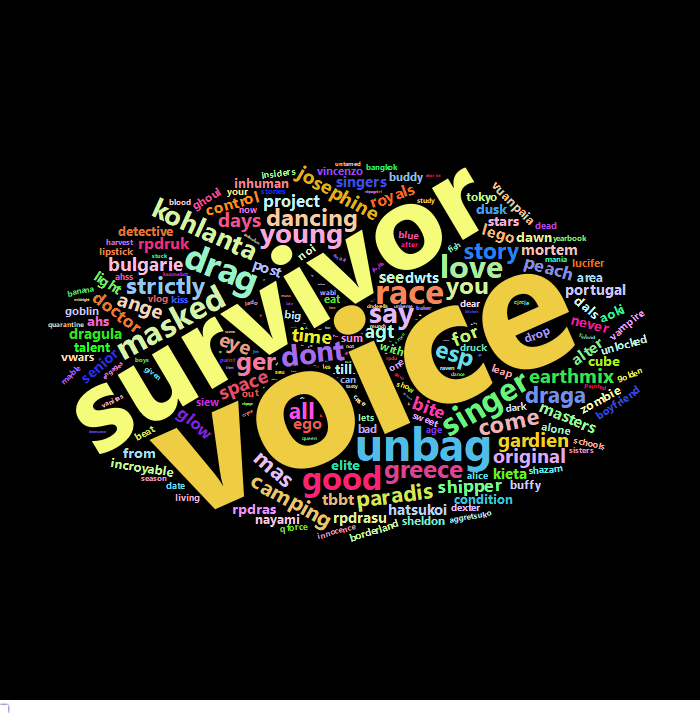 survivor
voice
unbag
drag
singer
love
race
masked
young
good
dont
dancing
kohlanta
say
you
story
esp
greece
come
camping
paradis
strictly
days
ange
eye
ger
space
time
mas
all
ego
glow
bite
for
agt
seedwts
josephine
royals
singers
project
control
inhuman
insiders
vincenzo
untamed
bangkok
buddy
study
blue
after
your
stories
now
ghoul
blood
detective
rpdruk
harvest
lipstick
bulgarie
goblin
light
banana
ahss
vlog
kiss
doctor
quarantine
ahs
dragula
talent
vwars
senior
boys
given
beat
from
incroyable
season
date
living
siew
out
rpdras
nayami
qforce
innocence
tbbt
elite
rpdrasu
borderland
sheldon
hatsukoi
aggretsuko
dexter
shipper
condition
kieta
buffy
alice
shazam
original
gardien
masters
alone
schools
sisters
dark
draga
earthmix
zombie
boyfriend
golden
cube
alter
unlocked
vampire
never
aoki
dals
portugal
area
lucifer
mania
peach
mortem
yearbook
dawn
dead
lego
stars
dusk
tokyo
vuanpaia
fish
dear
circle
drop
leap
druck
with
one
show
sweet
age
bad
lets
can
till
sum
eat
big
noi
post
queen